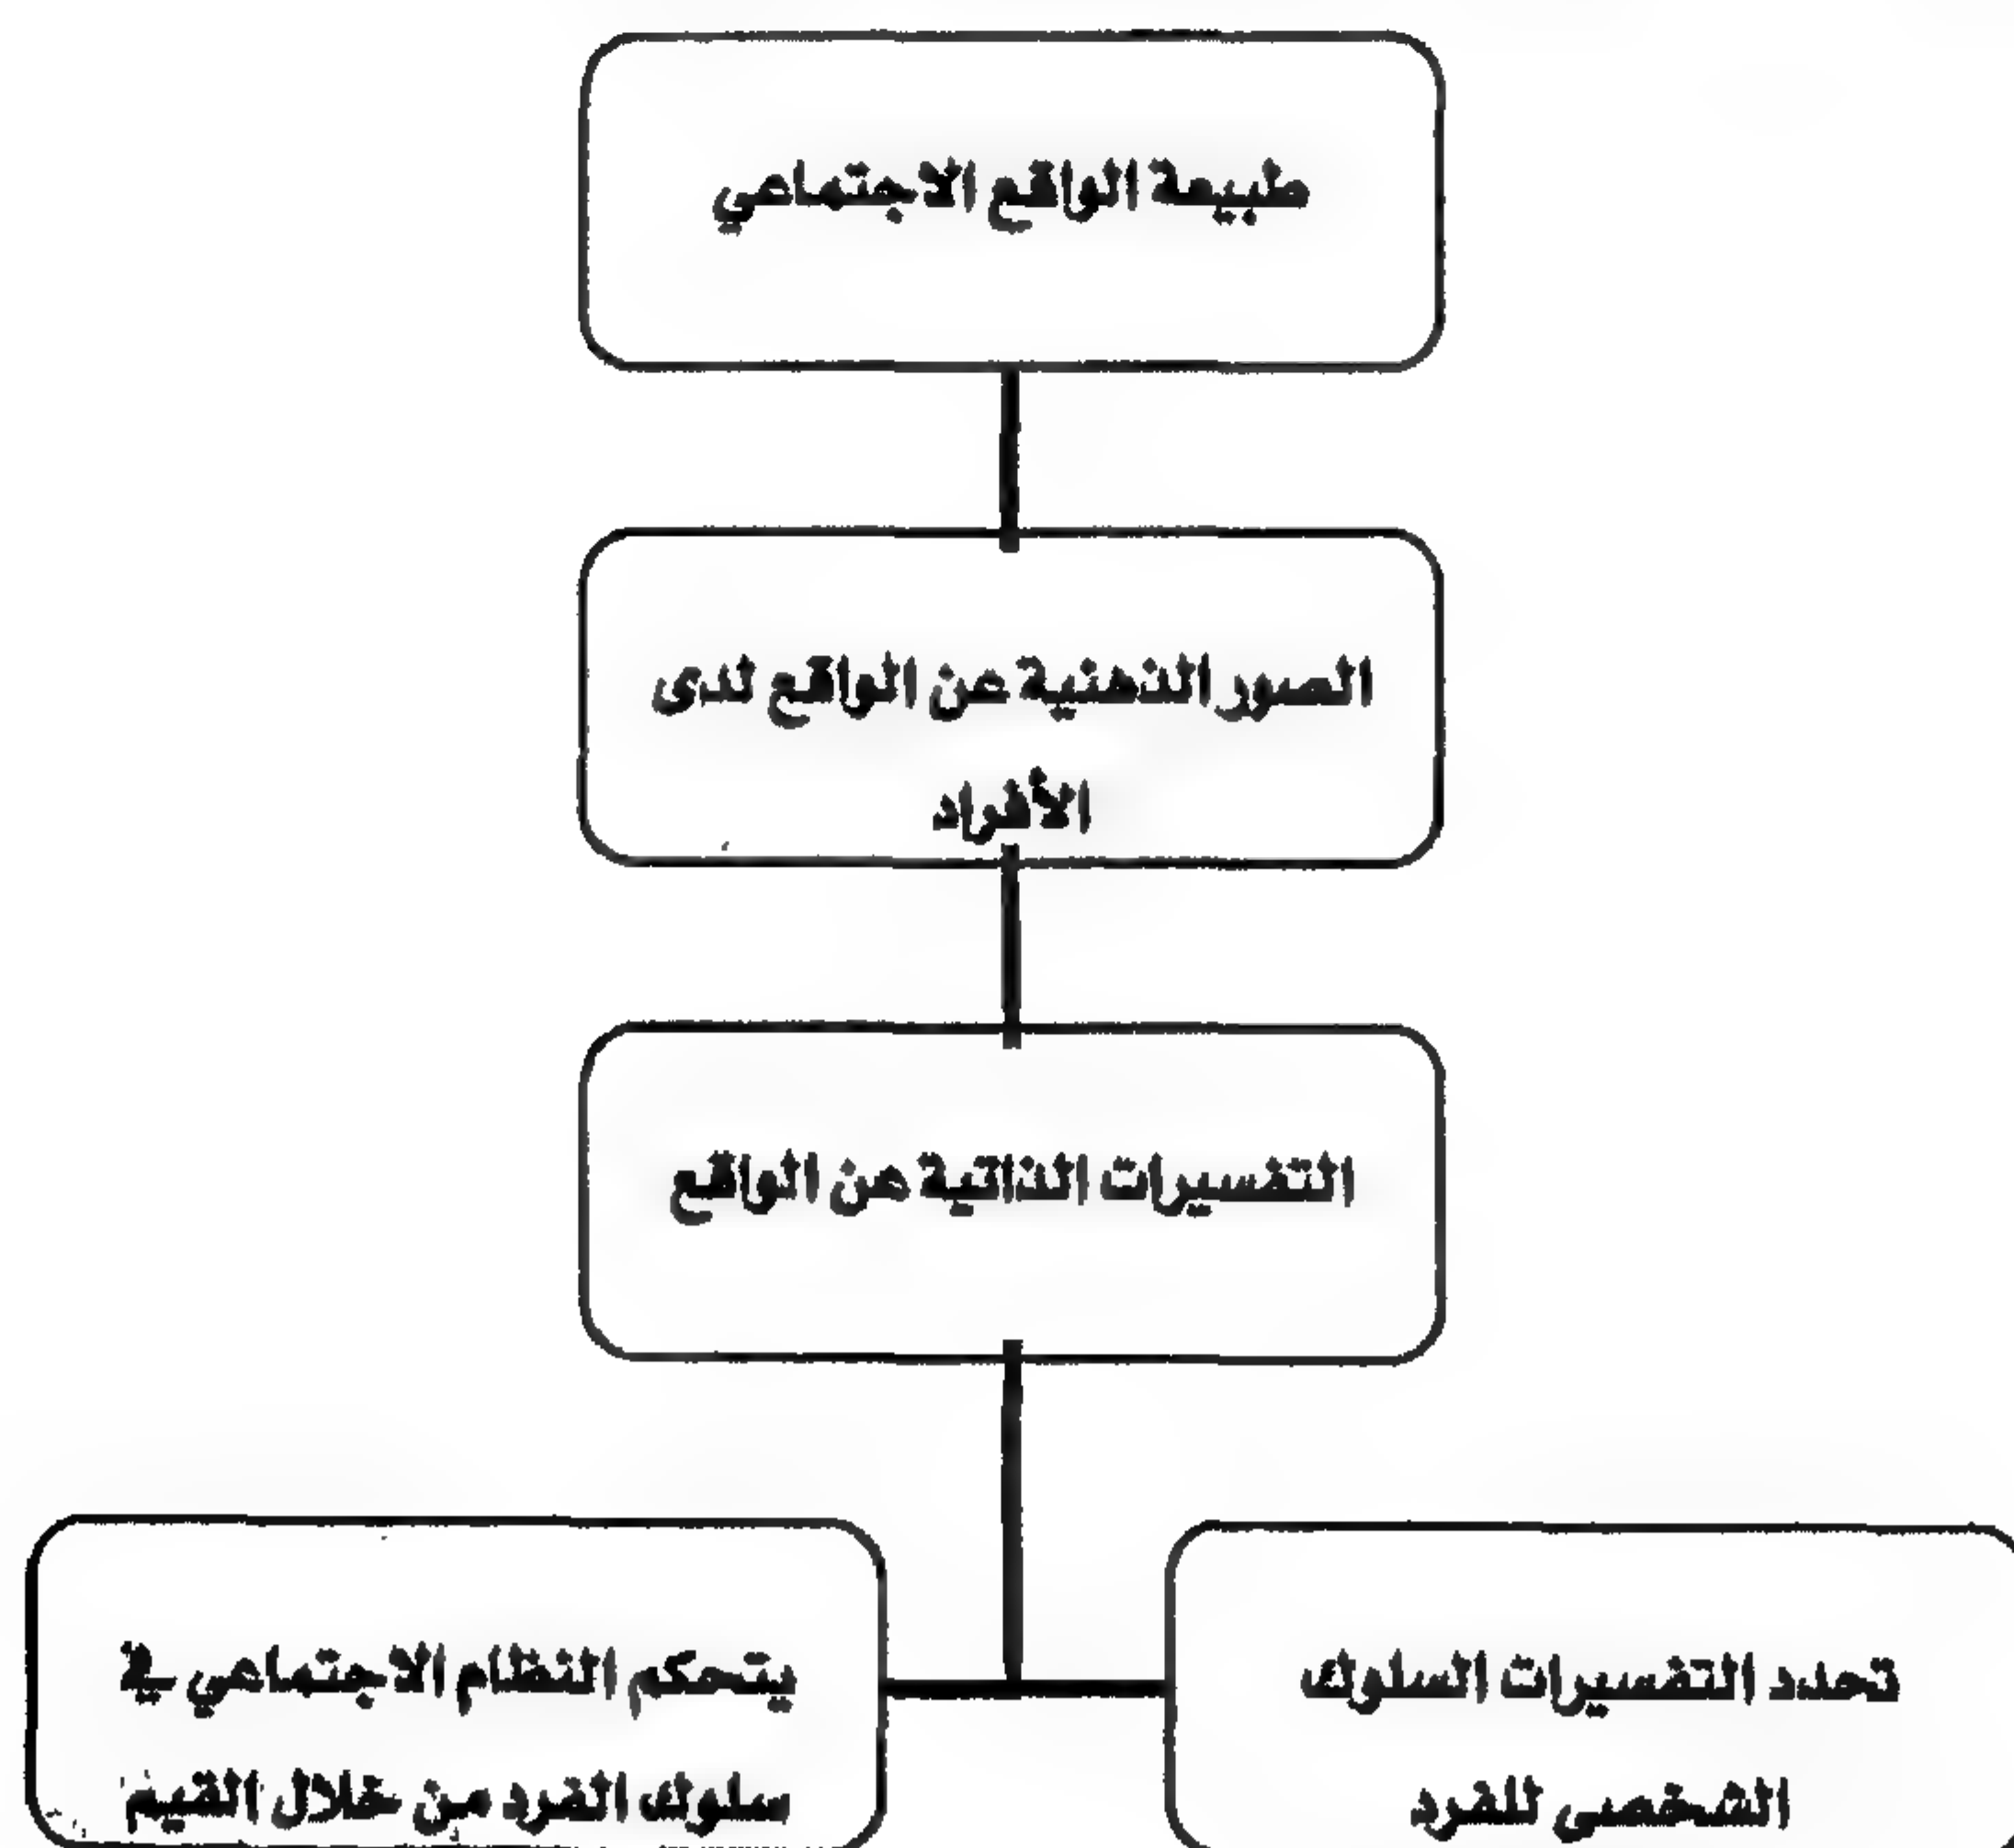 طبيعة الواقع الاجتماعي
الصور الذهنية عن الواقع لدى
الأفراد
التفسيرات الذاتية عن الواقع
تحدد التفسيرات السلوك
الشخصي للفرد
يتحكم النظام الاجتماعي في
سلوك الفرد من خلال القيم